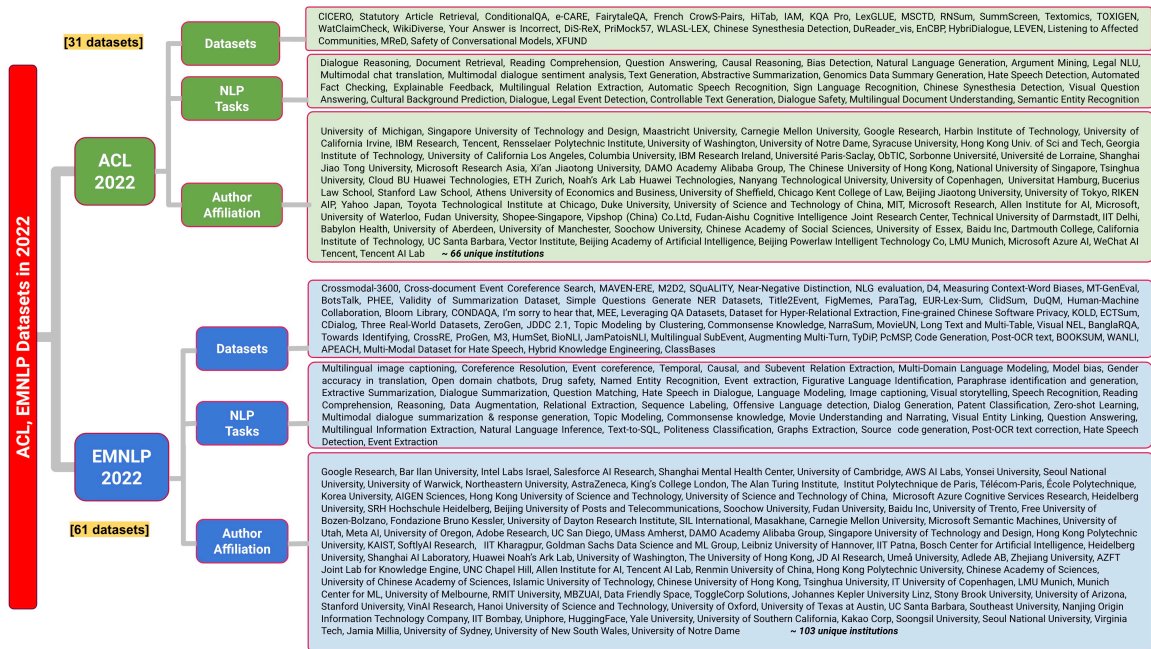 ACL, EMNLP Datasets in 2022
[31 datasets]
ACL
2022
Datasets
CICERO, Statutory Article Retrieval, ConditionalQA, e-CARE, FairytaleQA, French CrowS-Pairs, HiTab, IAM, KQA Pro, LexGLUE, MSCTD, RNSum, SummScreen, Textomics, TOXIGEN,
WatClaimCheck, WikiDiverse, Your Answer is Incorrect, DiS-ReX, PriMock57, WLASL-LEX, Chinese Synesthesia Detection, DuReader_vis, EnCBP, HybriDialogue, LEVEN, Listening to Affected
Communities, MReD, Safety of Conversational Models, XFUND
NLP
Tasks
Dialogue Reasoning, Document Retrieval, Reading Comprehension, Question Answering, Causal Reasoning, Bias Detection, Natural Language Generation, Argument Mining, Legal NLU,
Multimodal chat translation, Multimodal dialogue sentiment analysis, Text Generation, Abstractive Summarization, Genomics Data Summary Generation, Hate Speech Detection, Automated
Fact Checking, Explainable Feedback, Multilingual Relation Extraction, Automatic Speech Recognition, Sign Language Recognition, Chinese Synesthesia Detection, Visual Question
Answering, Cultural Background Prediction, Dialogue, Legal Event Detection, Controllable Text Generation, Dialogue Safety, Multilingual Document Understanding, Semantic Entity Recognition
Author
Affiliation
University of Michigan, Singapore University of Technology and Design, Maastricht University, Carnegie Mellon University, Google Research, Harbin Institute of Technology, University of
California Irvine, IBM Research, Tencent, Rensselaer Polytechnic Institute, University of Washington, University of Notre Dame, Syracuse University, Hong Kong Univ. of Sci and Tech, Georgia
Institute of Technology, University of California Los Angeles, Columbia University, IBM Research Ireland, Université Paris-Saclay, ObTIC, Sorbonne Université, Université de Lorraine, Shanghai
Jiao Tong University, Microsoft Research Asia, Xi'an Jiaotong University, DAMO Academy Alibaba Group, The Chinese University of Hong Kong, National University of Singapore, Tsinghua
University, Cloud BU Huawei Technologies, ETH Zurich, Noah's Ark Lab Huawei Technologies, Nanyang Technological University, University of Copenhagen, Universitat Hamburg, Bucerius
Law School, Stanford Law School, Athens University of Economics and Business, University of Sheffield, Chicago Kent College of Law, Beijing Jiaotong University, University of Tokyo, RIKEN
AIP, Yahoo Japan, Toyota Technological Institute at Chicago, Duke University, University of Science and Technology of China, MIT, Microsoft Research, Allen Institute for AI, Microsoft,
University of Waterloo, Fudan University, Shopee-Singapore, Vipshop (China) Co.Ltd, Fudan-Aishu Cognitive Intelligence Joint Research Center, Technical University of Darmstadt, IIT Delhi,
Babylon Health, University of Aberdeen, University of Manchester, Soochow University, Chinese Academy of Social Sciences, University of Essex, Baidu Inc, Dartmouth College, California
Institute of Technology, UC Santa Barbara, Vector Institute, Beijing Academy of Artificial Intelligence, Beijing Powerlaw Intelligent Technology Co, LMU Munich, Microsoft Azure AI, WeChat AI
Tencent, Tencent AI Lab ~ 66 unique institutions
EMNLP
2022
[61 datasets]
Datasets
Crossmodal-3600, Cross-document Event Coreference Search, MAVEN-ERE, M2D2, SQuALITY, Near-Negative Distinction, NLG evaluation, D4, Measuring Context-Word Biases, MT-GenEval,
BotsTalk, PHEE, Validity of Summarization Dataset, Simple Questions Generate NER Datasets, Title2Event, FigMemes, ParaTag, EUR-Lex-Sum, ClidSum, DuQM, Human-Machine
Collaboration, Bloom Library, CONDAQA, I'm sorry to hear that, MEE, Leveraging QA Datasets, Dataset for Hyper-Relational Extraction, Fine-grained Chinese Software Privacy, KOLD, ECTSum,
CDialog, Three Real-World Datasets, ZeroGen, JDDC 2.1, Topic Modeling by Clustering, Commonsense Knowledge, NarraSum, MovieUN, Long Text and Multi-Table, Visual NEL, BanglaRQA,
Towards Identifying, CrossRE, ProGen, M3, HumSet, BioNLI, JamPatoisNLI, Multilingual SubEvent, Augmenting Multi-Turn, TyDiP, PcMSP, Code Generation, Post-OCR text, BOOKSUM, WANLI,
APEACH, Multi-Modal Dataset for Hate Speech, Hybrid Knowledge Engineering, ClassBases
NLP
Tasks
Multilingual image captioning, Coreference Resolution, Event coreference, Temporal, Causal, and Subevent Relation Extraction, Multi-Domain Language Modeling, Model bias, Gender
accuracy in translation, Open domain chatbots, Drug safety, Named Entity Recognition, Event extraction, Figurative Language Identification, Paraphrase identification and generation,
Extractive Summarization, Dialogue Summarization, Question Matching, Hate Speech in Dialogue, Language Modeling, Image captioning, Visual storytelling, Speech Recognition, Reading
Comprehension, Reasoning, Data Augmentation, Relational Extraction, Sequence Labeling, Offensive Language detection, Dialog Generation, Patent Classification, Zero-shot Learning,
Multimodal dialogue summarization & response generation, Topic Modeling, Commonsense knowledge, Movie Understanding and Narrating, Visual Entity Linking, Question Answering,
Multilingual Information Extraction, Natural Language Inference, Text-to-SQL, Politeness Classification, Graphs Extraction, Source code generation, Post-OCR text correction, Hate Speech
Detection, Event Extraction
Author
Affiliation
Google Research, Bar Ilan University, Intel Labs Israel, Salesforce AI Research, Shanghai Mental Health Center, University of Cambridge, AWS AI Labs, Yonsei University, Seoul National
University, University of Warwick, Northeastern University, AstraZeneca, King's College London, The Alan Turing Institute, Institut Polytechnique de Paris, Télécom-Paris, École Polytechnique,
Korea University, AIGEN Sciences, Hong Kong University of Science and Technology, University of Science and Technology of China, Microsoft Azure Cognitive Services Research, Heidelberg
University, SRH Hochschule Heidelberg, Beijing University of Posts and Telecommunications, Soochow University, Fudan University, Baidu Inc, University of Trento, Free University of
Bozen-Bolzano, Fondazione Bruno Kessler, University of Dayton Research Institute, SIL International, Masakhane, Carnegie Mellon University, Microsoft Semantic Machines, University of
Utah, Meta AI, University of Oregon, Adobe Research, UC San Diego, UMass Amherst, DAMO Academy Alibaba Group, Singapore University of Technology and Design, Hong Kong Polytechnic
University, KAIST, SoftlyAI Research, IIT Kharagpur, Goldman Sachs Data Science and ML Group, Leibniz University of Hannover, IIT Patna, Bosch Center for Artificial Intelligence, Heidelberg
University, Shanghai AI Laboratory, Huawei Noah's Ark Lab, University of Washington, The University of Hong Kong, JD AI Research, Umeå University, Adlede AB, Zhejiang University, AZFT
Joint Lab for Knowledge Engine, UNC Chapel Hill, Allen Institute for AI, Tencent AI Lab, Renmin University of China, Hong Kong Polytechnic University, Chinese Academy of Sciences,
University of Chinese Academy of Sciences, Islamic University of Technology, Chinese University of Hong Kong, Tsinghua University, IT University of Copenhagen, LMU Munich, Munich
Center for ML, University of Melbourne, RMIT University, MBZUAI, Data Friendly Space, ToggleCorp Solutions, Johannes Kepler University Linz, Stony Brook University, University of Arizona,
Stanford University, VinAI Research, Hanoi University of Science and Technology, University of Oxford, University of Texas at Austin, UC Santa Barbara, Southeast University, Nanjing Origin
Information Technology Company, IIT Bombay, Uniphore, HuggingFace, Yale University, University of Southern California, Kakao Corp, Soongsil University, Seoul National University, Virginia
Tech, Jamia Millia, University of Sydney, University of New South Wales, University of Notre Dame ~ 103 unique institutions